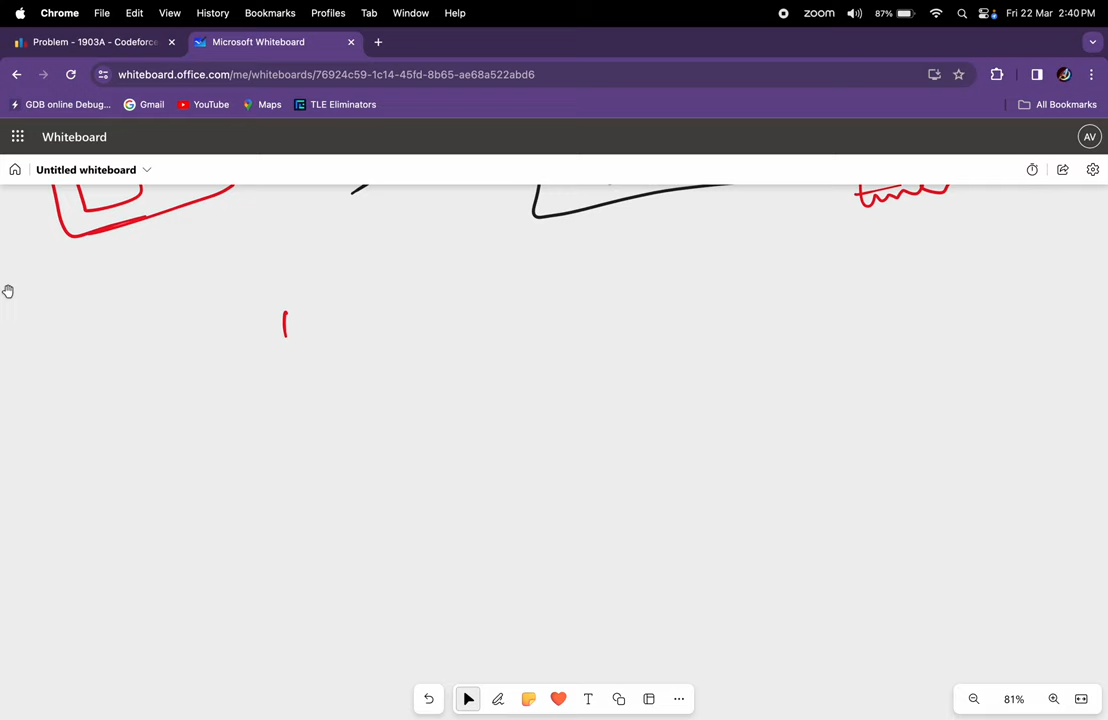 Chrome File Edit View History Bookmarks Profiles Tab Window Help zoom 87% Fri 22 Mar 2:40 PM
Problem - 1903A - Codeforce Microsoft Whiteboard
whiteboard.office.com/me/whiteboards/76924c59-1c14-45fd-8b65-ae68a522abd6
GDB online Debug... Gmail YouTube Maps TLE Eliminators All Bookmarks
Whiteboard AV
Untitled whiteboard
T 81%